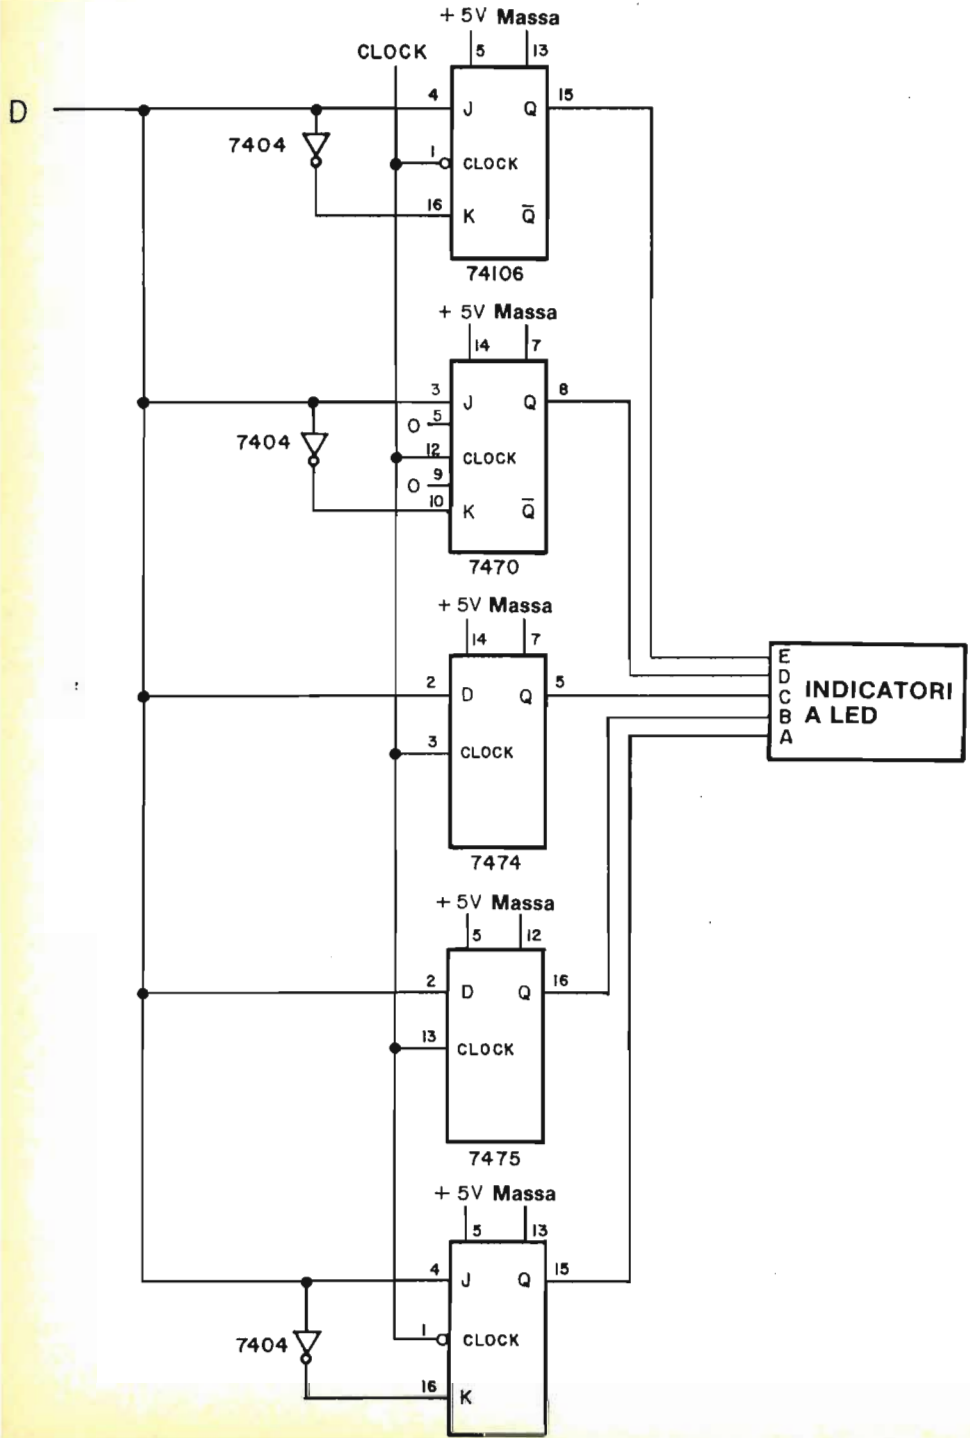 + 5V Massa
CLOCK
5 13
D
4 J Q 15
7404
1 CLOCK
16 K Q̅
74106
+ 5V Massa
14 7
3 J Q 8
0 5
7404
12 CLOCK
0 9
10 K Q̅
7470
+ 5V Massa
14 7
2 D Q 5
3 CLOCK
7474
E
D
C
B
A
INDICATORI
A LED
+ 5V Massa
5 12
2 D Q 16
13 CLOCK
7475
+ 5V Massa
5 13
4 J Q 15
7404
1 CLOCK
16 K